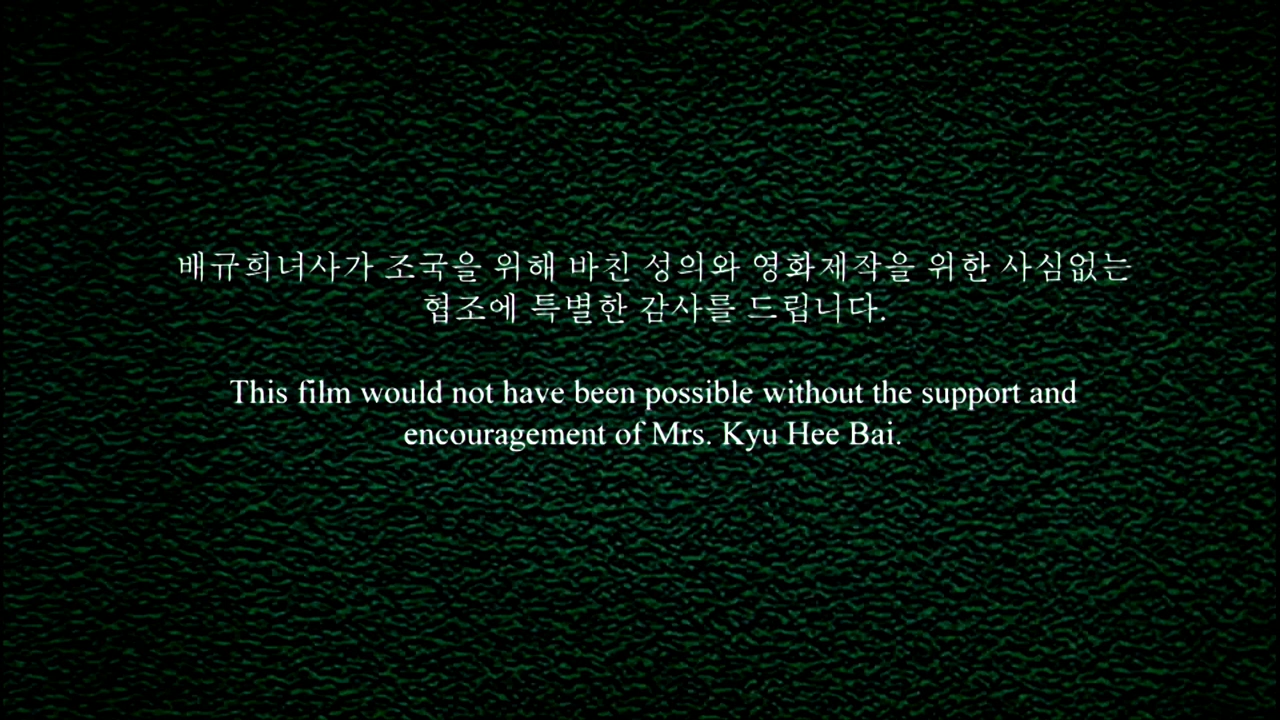 배규희녀사가 조국을 위해 바친 성의와 영화제작을 위한 사심없는
협조에 특별한 감사를 드립니다.
This film would not have been possible without the support and
encouragement of Mrs. Kyu Hee Bai.